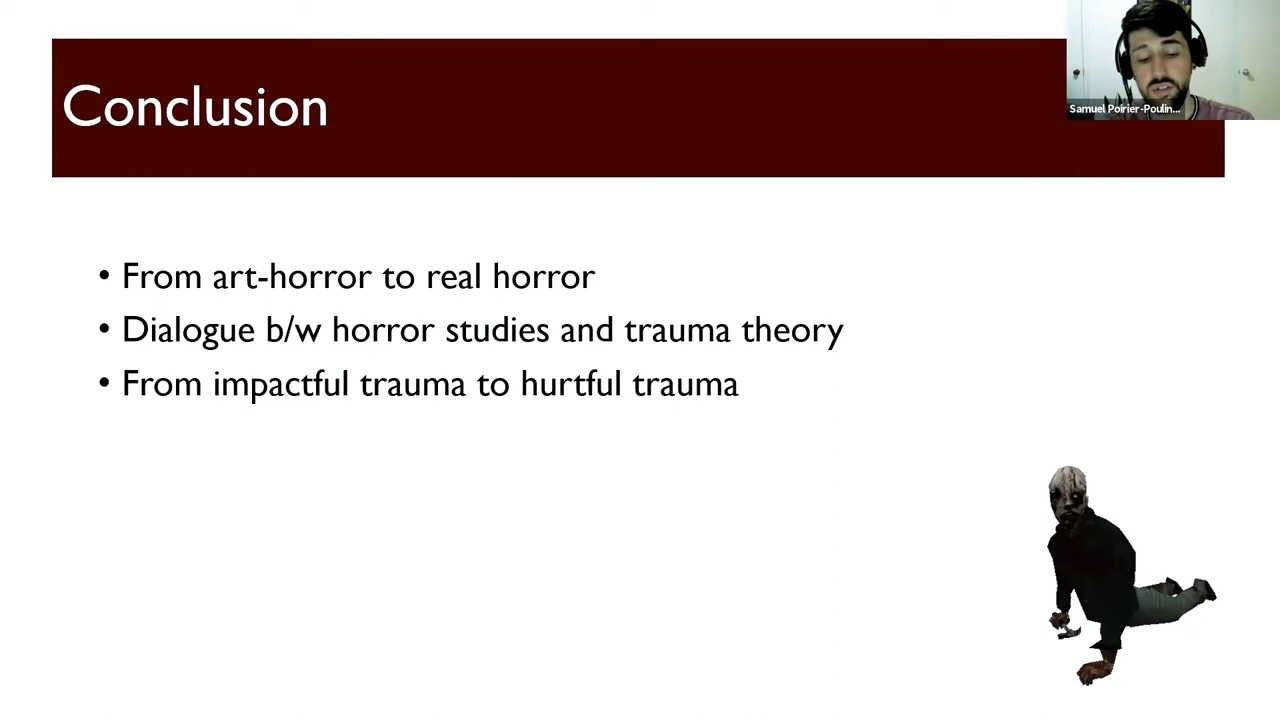 Conclusion
Samuel Poirier-Poulin...
• From art-horror to real horror
• Dialogue b/w horror studies and trauma theory
• From impactful trauma to hurtful trauma